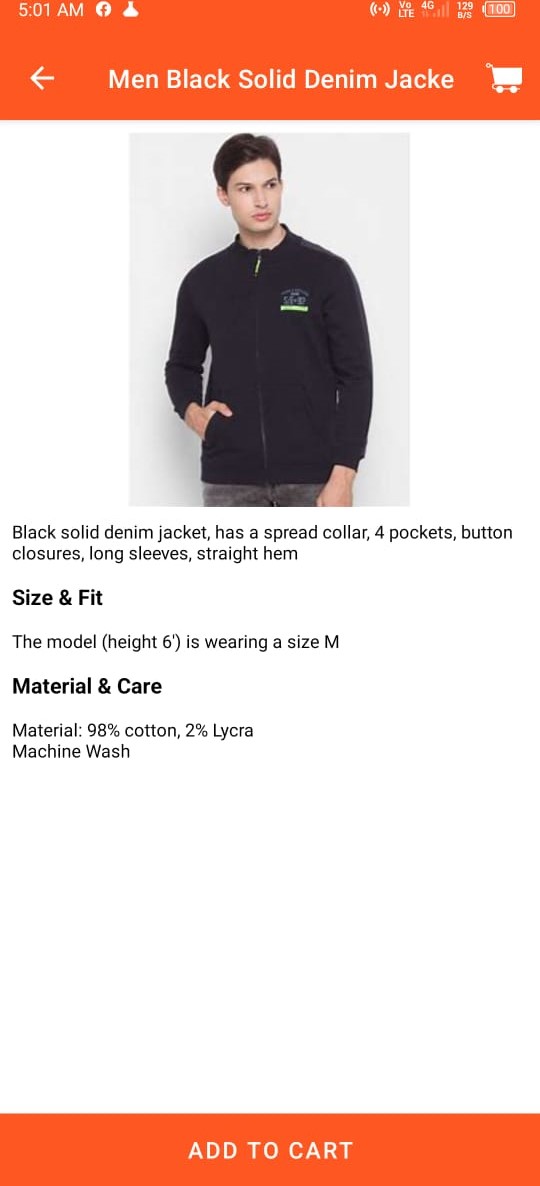 5:01 AM
Vo LTE 4G 129 B/S 100
Men Black Solid Denim Jacke
Black solid denim jacket, has a spread collar, 4 pockets, button
closures, long sleeves, straight hem
Size & Fit
The model (height 6') is wearing a size M
Material & Care
Material: 98% cotton, 2% Lycra
Machine Wash
ADD TO CART